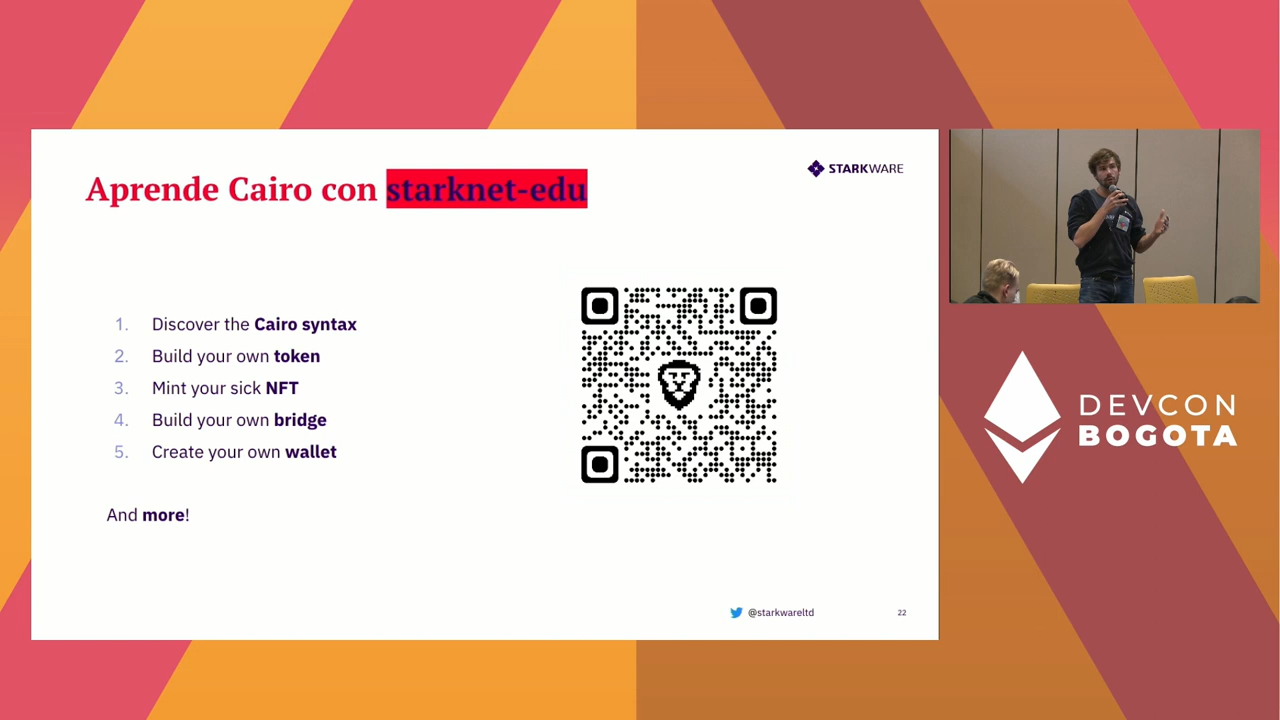 Aprende Cairo con starknet-edu
STARKWARE
1. Discover the Cairo syntax
2. Build your own token
3. Mint your sick NFT
4. Build your own bridge
5. Create your own wallet
And more!
@starkwareltd
22
DEVCON
BOGOTA